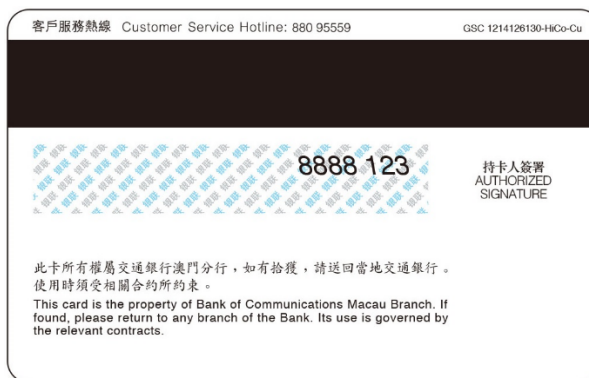 客戶服務熱線 Customer Service Hotline: 880 95559
GSC 1214126130-HiCo-Cu
8888 123
持卡人簽署
AUTHORIZED
SIGNATURE
此卡所有權屬交通銀行澳門分行，如有拾獲，請送回當地交通銀行。
使用時須受相關合約所約束。
This card is the property of Bank of Communications Macau Branch. If
found, please return to any branch of the Bank. Its use is governed by
the relevant contracts.